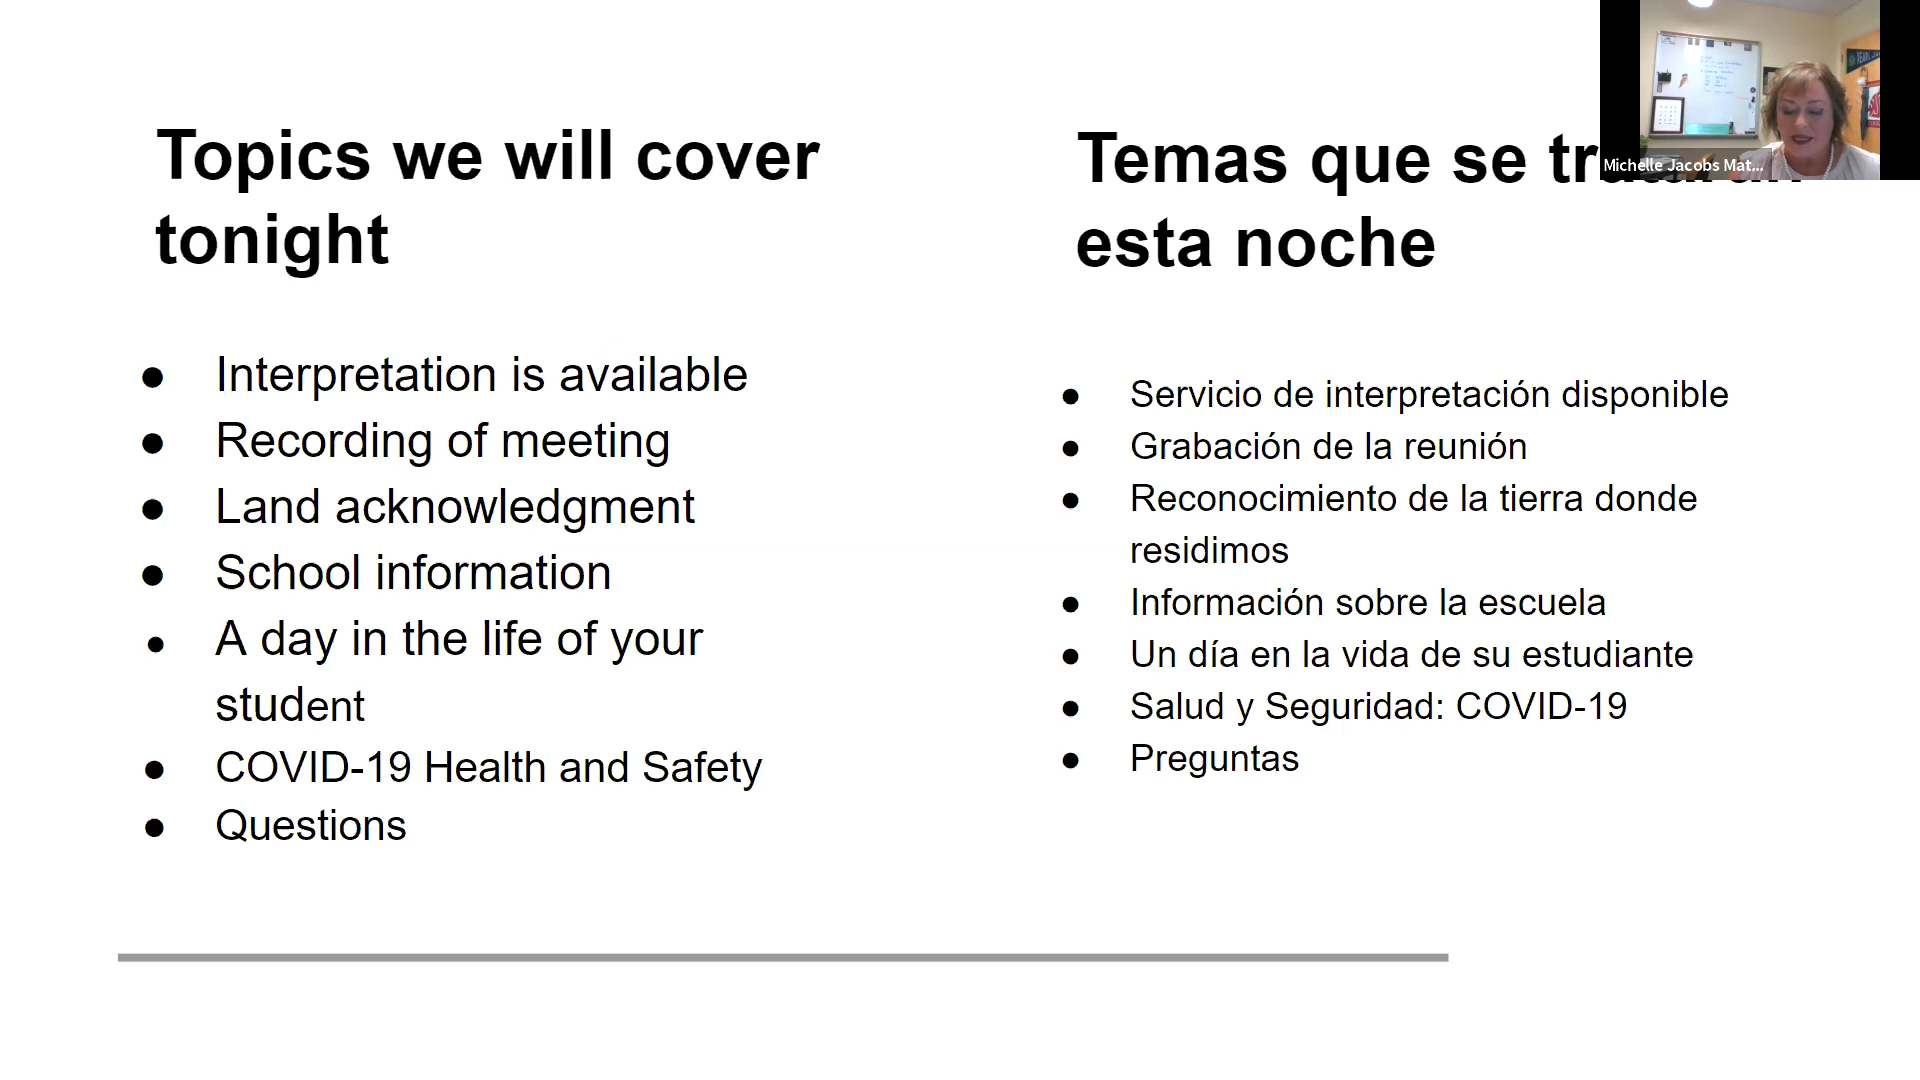 Topics we will cover
tonight
● Interpretation is available
● Recording of meeting
● Land acknowledgment
● School information
● A day in the life of your
student
● COVID-19 Health and Safety
● Questions
Temas que se
esta noche
● Servicio de interpretación disponible
● Grabación de la reunión
● Reconocimiento de la tierra donde
residimos
● Información sobre la escuela
● Un día en la vida de su estudiante
● Salud y Seguridad: COVID-19
● Preguntas
Michelle Jacobs Mat...